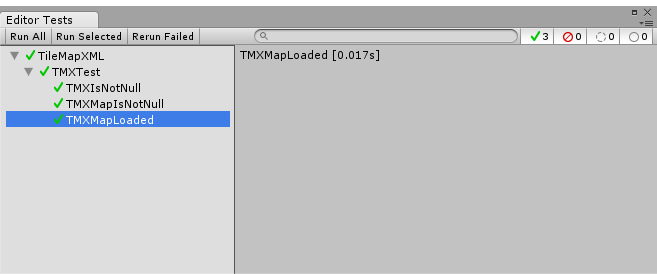 Editor Tests
Run All Run Selected Rerun Failed 3 0 0 0
TileMapXML
TMXTest
TMXIsNotNull
TMXMapIsNotNull
TMXMapLoaded
TMXMapLoaded [0.017s]